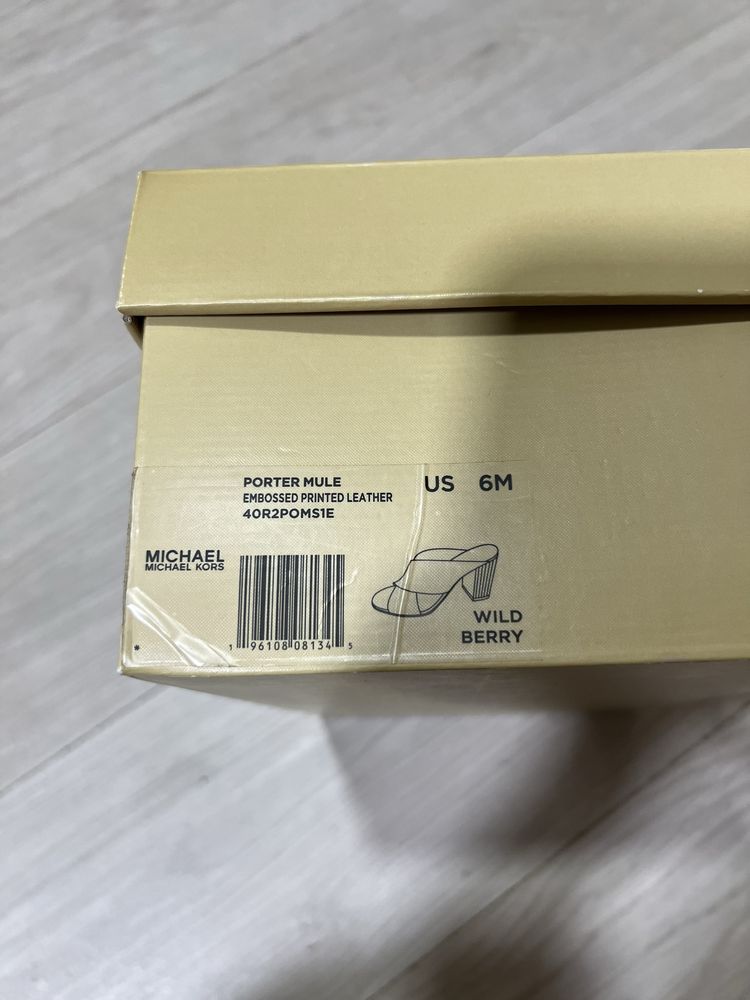 PORTER MULE
EMBOSSED PRINTED LEATHER
40R2POMS1E
US 6M
MICHAEL
MICHAEL KORS
WILD
BERRY
* 1 96108 08134 5